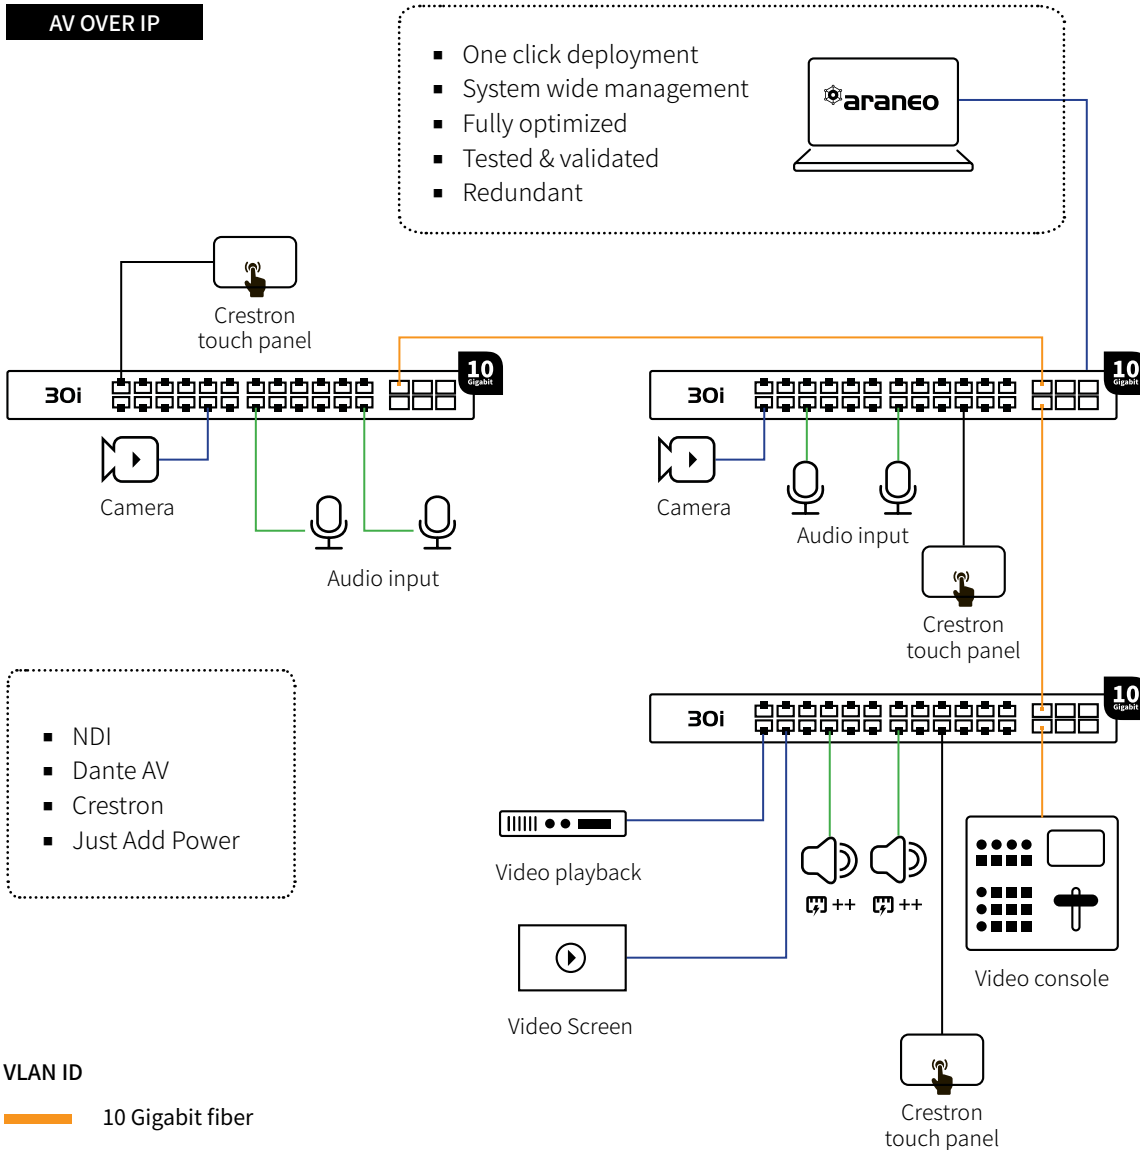 AV OVER IP
One click deployment
System wide management
Fully optimized
Tested & validated
Redundant
araneo
Crestron
touch panel
30i
10
Gigabit
30i
10
Gigabit
Camera
Audio input
Camera
Audio input
Crestron
touch panel
NDI
Dante AV
Crestron
Just Add Power
30i
10
Gigabit
Video playback
++
++
Video console
Video Screen
Crestron
touch panel
VLAN ID
10 Gigabit fiber